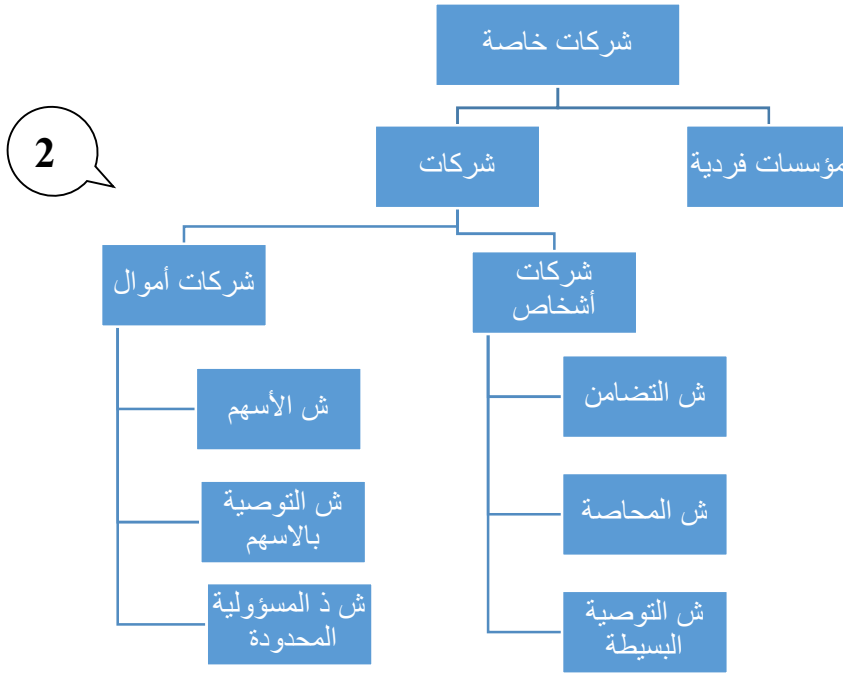 شركات خاصة
مؤسسات فردية
شركات
2
شركات
أشخاص
شركات أموال
ش التضامن
ش المحاصة
ش التوصية
البسيطة
ش الأسهم
ش التوصية
بالاسهم
ش ذ المسؤولية
المحدودة